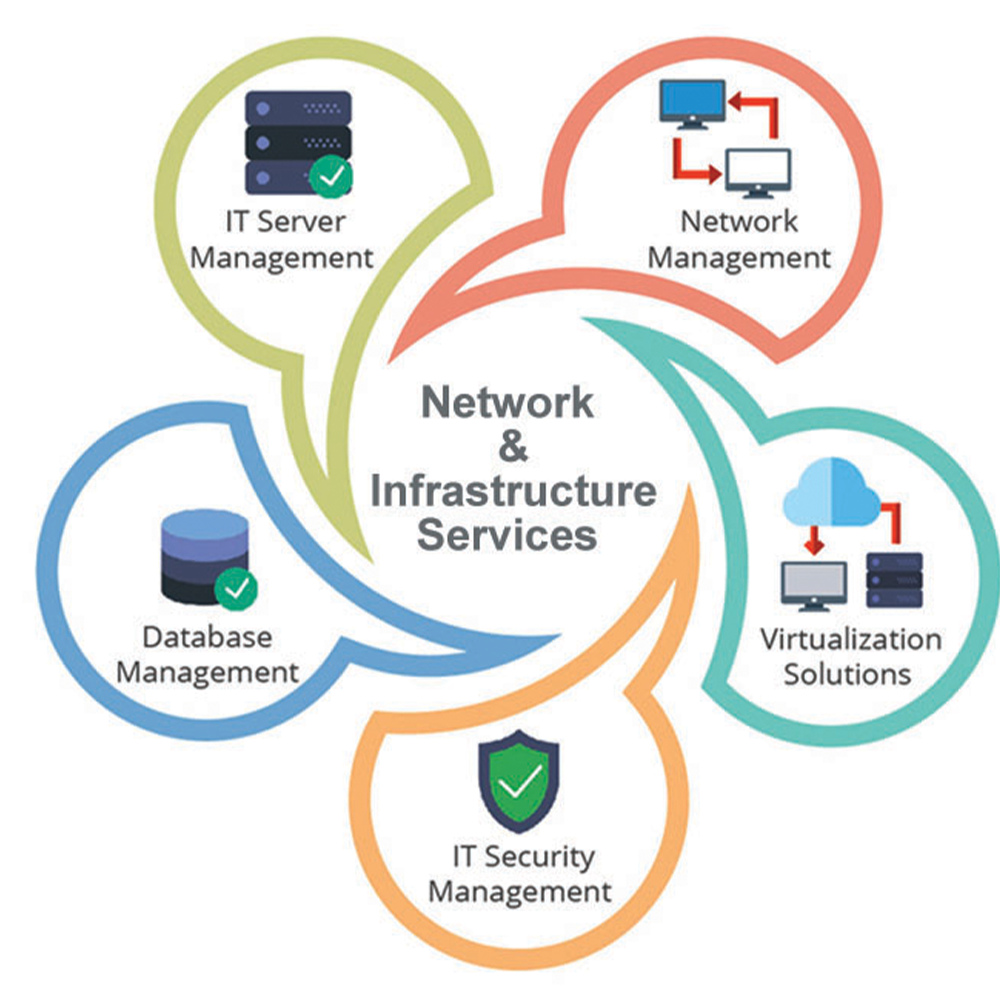 IT Server
Management
Network
Management
Network
&
Infrastructure
Services
Database
Management
Virtualization
Solutions
IT Security
Management